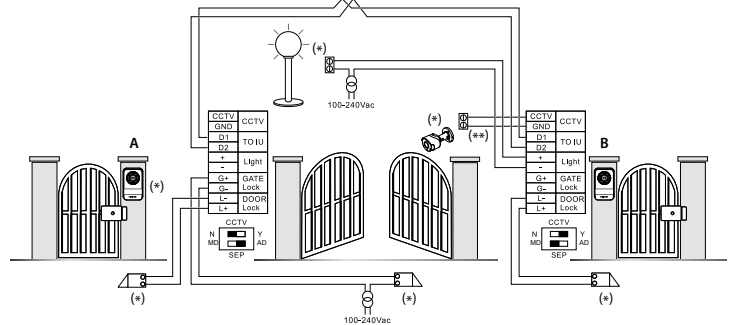 (*)
100-240Vac
(*)
(**)
A
(*)
CCTV
GND
D1
D2
+
-
G+
G-
L-
L+
CCTV
TO IU
Light
GATE
Lock
DOOR
Lock
CCTV
N Y
MD AD
SEP
CCTV
GND
D1
D2
+
-
G+
G-
L-
L+
CCTV
TO IU
Light
GATE
Lock
DOOR
Lock
B
CCTV
N Y
MD AD
SEP
(*)
(*)
(*)
100-240Vac